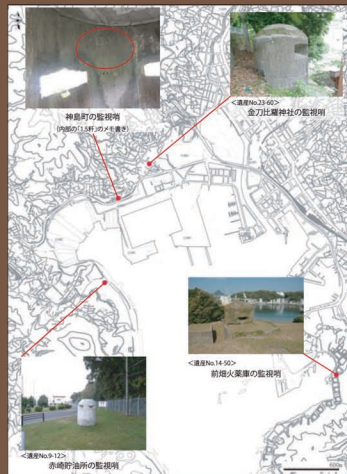 神島町の監視哨
(内部の「1.5軒」のメモ書き)
<遺産No.23-60>
金刀比羅神社の監視哨
<遺産No.14-50>
前畑火薬庫の監視哨
<遺産No.9-12>
赤崎貯油所の監視哨